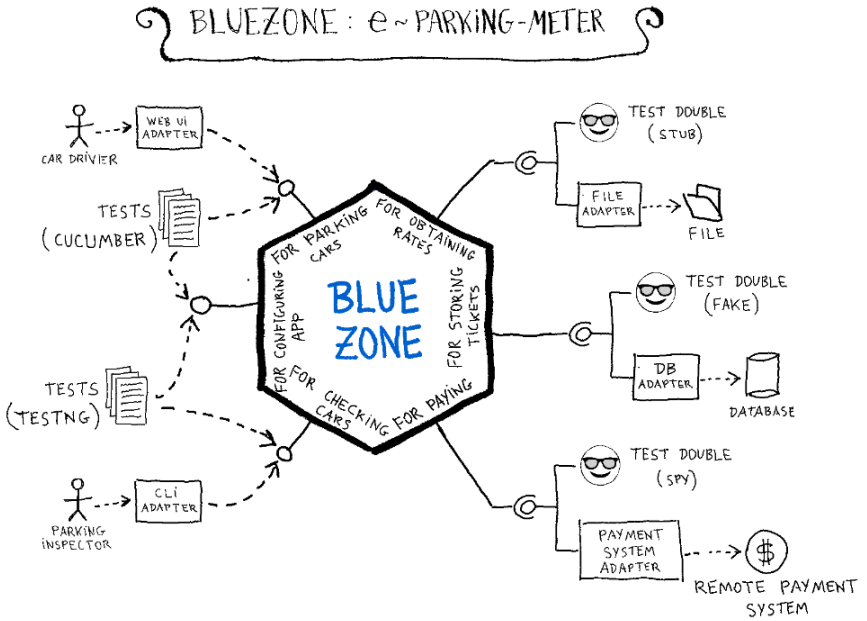 BLUEZONE: e~PARKING-METER
WEB UI
ADAPTER
CAR DRIVER
TESTS
(CUCUMBER)
TESTS
(TESTNG)
CLI
ADAPTER
PARKING
INSPECTOR
FOR PARKING
CARS
FOR CONFIGURING
APP
FOR CHECKING
CARS
BLUE
ZONE
FOR OBTAINING
RATES
FOR STORING
TICKETS
FOR PAYING
TEST DOUBLE
(STUB)
FILE
ADAPTER
FILE
TEST DOUBLE
(FAKE)
DB
ADAPTER
DATABASE
TEST DOUBLE
(SPY)
PAYMENT
SYSTEM
ADAPTER
$
REMOTE PAYMENT
SYSTEM